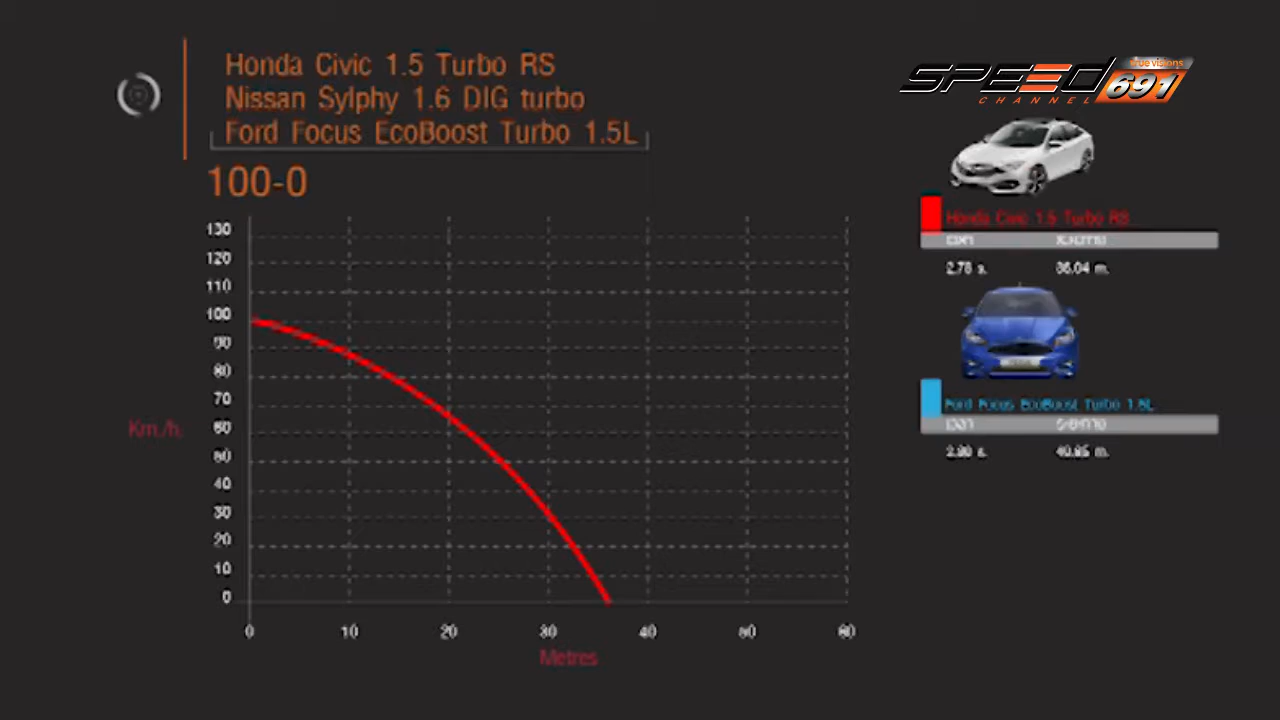 Honda Civic 1.5 Turbo RS
Nissan Sylphy 1.6 DIG turbo
Ford Focus EcoBoost Turbo 1.5L
100-0
SPEED
CHANNEL
true visions
691
Honda Civic 1.5 Turbo RS
2.78 s. 36.04 m.
Ford Focus EcoBoost Turbo 1.5L
40.85 m.
130
120
110
100
90
80
70
60
50
40
30
20
10
0
Km./h.
0 10 20 30 40 50 60
Metres